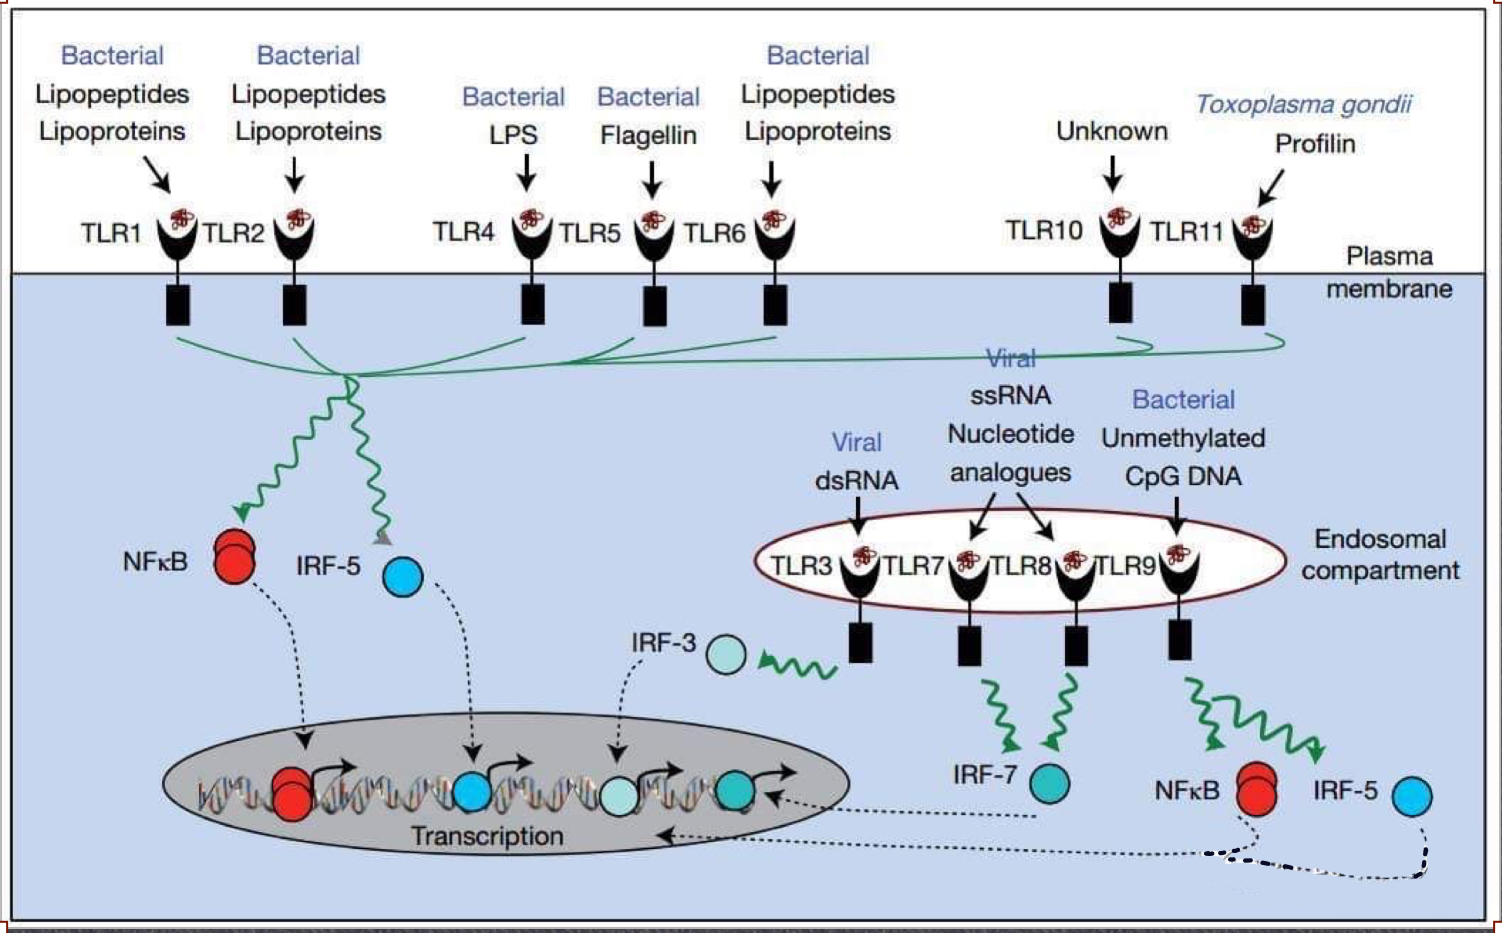 Bacterial
Lipopeptides
Lipoproteins
Bacterial
Lipopeptides
Lipoproteins
Bacterial
LPS
Bacterial
Flagellin
Bacterial
Lipopeptides
Lipoproteins
Unknown
Toxoplasma gondii
Profilin
TLR1
TLR2
TLR4
TLR5
TLR6
TLR10
TLR11
Plasma
membrane
Viral
ssRNA
Nucleotide
analogues
Bacterial
Unmethylated
CpG DNA
Viral
dsRNA
TLR3
TLR7
TLR8
TLR9
Endosomal
compartment
NFκB
IRF-5
IRF-3
IRF-7
NFκB
IRF-5
Transcription